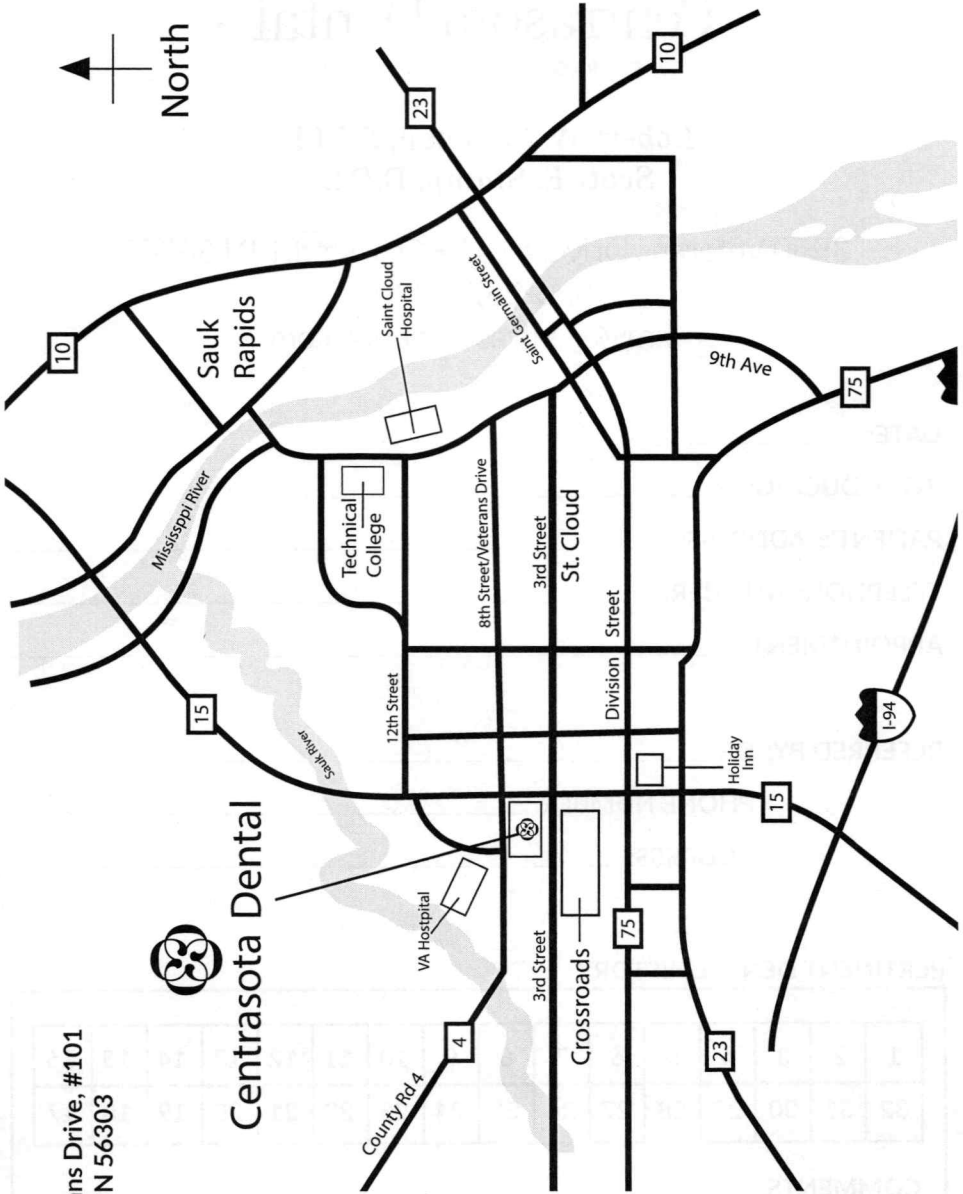 ns Drive, #101
N 56303
Centrasota Dental
North
10
Sauk
Rapids
23
10
Saint Cloud
Hospital
Mississppi River
Saint Germain Street
15
Technical
College
Sauk River
12th Street
8th Street/Veterans Drive
3rd Street
St. Cloud
9th Ave
75
Division Street
VA Hostpital
Holiday
Inn
I-94
15
4
County Rd 4
3rd Street
Crossroads
75
23